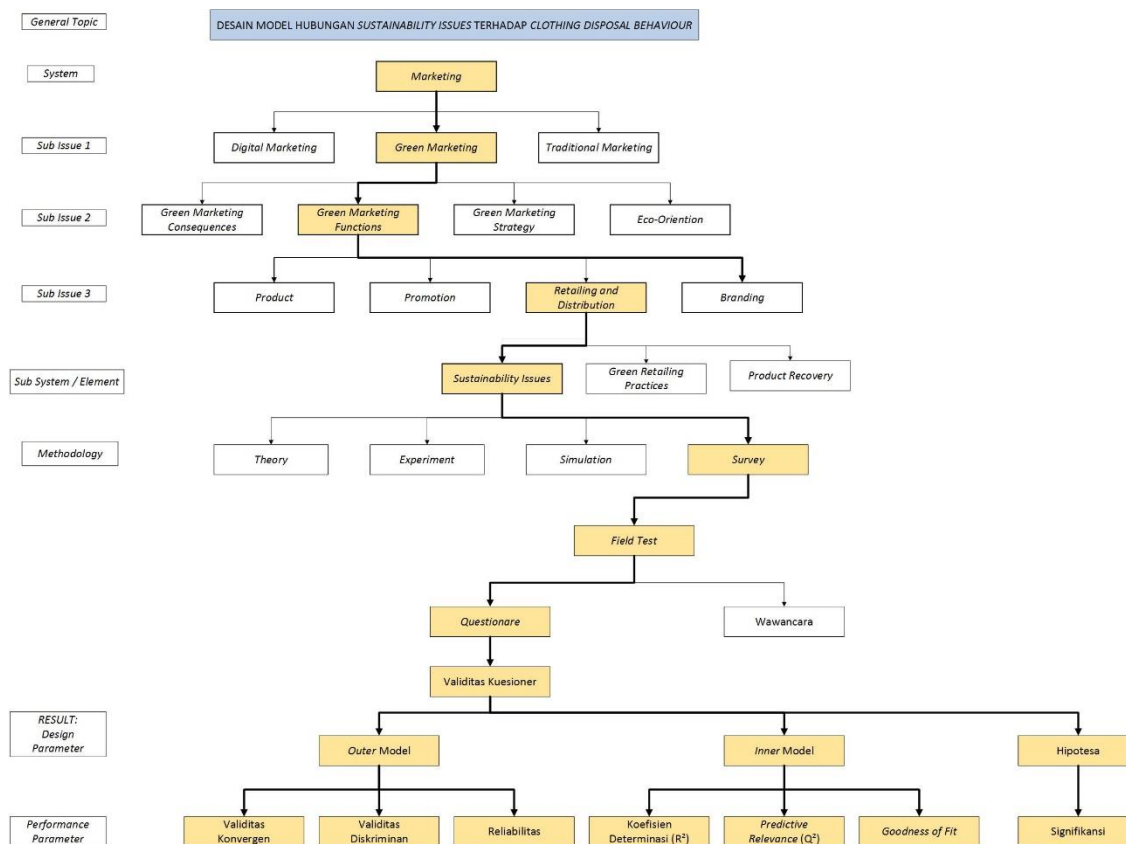 General Topic
DESAIN MODEL HUBUNGAN SUSTAINABILITY ISSUES TERHADAP CLOTHING DISPOSAL BEHAVIOUR
System
Marketing
Sub Issue 1
Digital Marketing
Green Marketing
Traditional Marketing
Sub Issue 2
Green Marketing
Consequences
Green Marketing
Functions
Green Marketing
Strategy
Eco-Oriention
Sub Issue 3
Product
Promotion
Retailing and
Distribution
Branding
Sub System / Element
Sustainability Issues
Green Retailing
Practices
Product Recovery
Methodology
Theory
Experiment
Simulation
Survey
Field Test
Questionare
Wawancara
Validitas Kuesioner
RESULT:
Design
Parameter
Outer Model
Inner Model
Hipotesa
Performance
Parameter
Validitas
Konvergen
Validitas
Diskriminan
Reliabilitas
Koefisien
Determinasi (R²)
Predictive
Relevance (Q²)
Goodness of Fit
Signifikansi